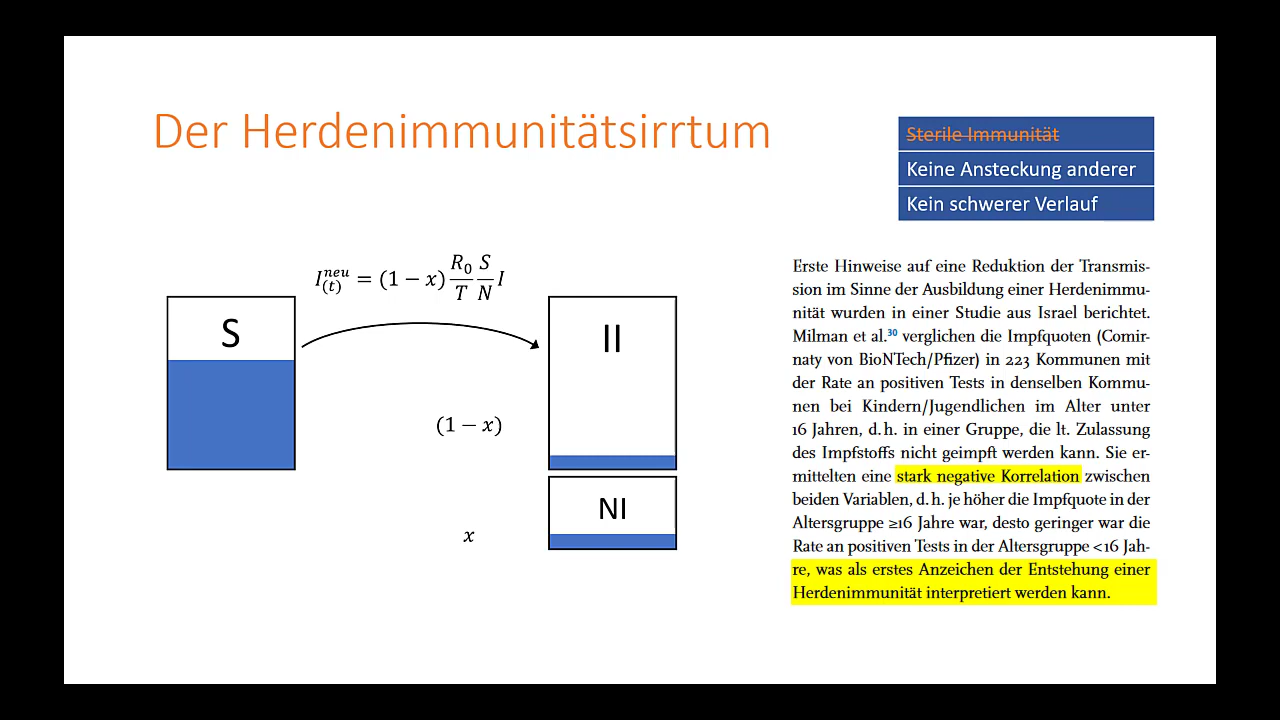 Der Herdenimmunitätsirrtum
Sterile Immunität
Keine Ansteckung anderer
Kein schwerer Verlauf
I_{(t)}^{neu} = (1 − x) \frac{R_0}{T} \frac{S}{N} I
S
II
(1 − x)
NI
x
Erste Hinweise auf eine Reduktion der Transmis-
sion im Sinne der Ausbildung einer Herdenimmu-
nität wurden in einer Studie aus Israel berichtet.
Milman et al.30 verglichen die Impfquoten (Comir-
naty von BioNTech/Pfizer) in 223 Kommunen mit
der Rate an positiven Tests in denselben Kommu-
nen bei Kindern/Jugendlichen im Alter unter
16 Jahren, d. h. in einer Gruppe, die lt. Zulassung
des Impfstoffs nicht geimpft werden kann. Sie er-
mittelten eine stark negative Korrelation zwischen
beiden Variablen, d. h. je höher die Impfquote in der
Altersgruppe ≥16 Jahre war, desto geringer war die
Rate an positiven Tests in der Altersgruppe <16 Jah-
re, was als erstes Anzeichen der Entstehung einer
Herdenimmunität interpretiert werden kann.